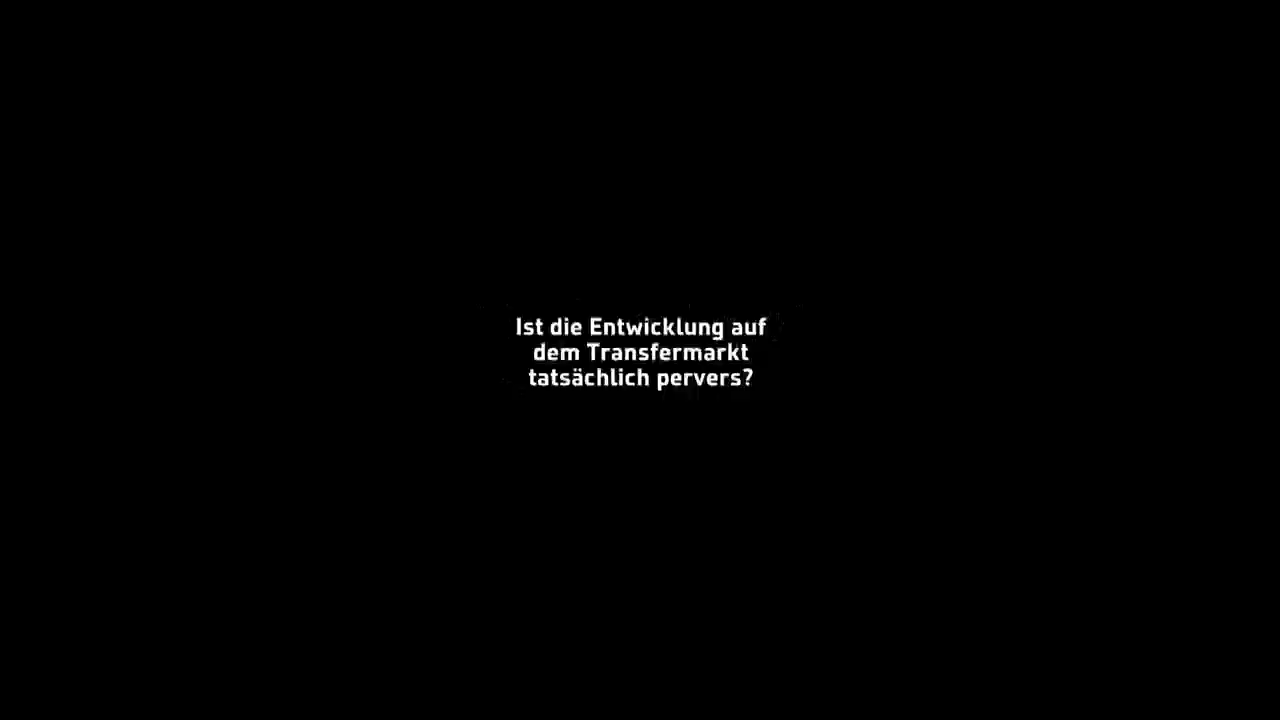 Ist die Entwicklung auf
dem Transfermarkt
tatsächlich pervers?